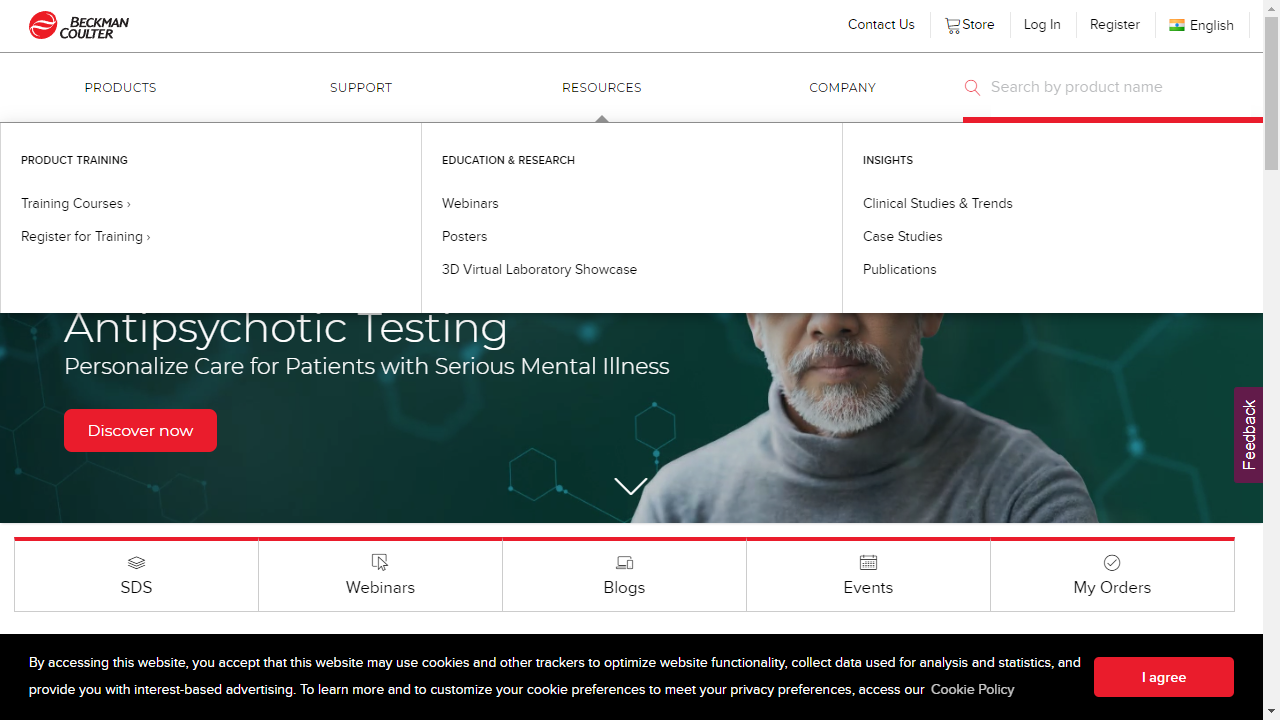 BECKMAN
COULTER
Contact Us
Store
Log In
Register
English
PRODUCTS
SUPPORT
RESOURCES
COMPANY
Search by product name
PRODUCT TRAINING
Training Courses ›
Register for Training ›
EDUCATION & RESEARCH
Webinars
Posters
3D Virtual Laboratory Showcase
INSIGHTS
Clinical Studies & Trends
Case Studies
Publications
Antipsychotic Testing
Personalize Care for Patients with Serious Mental Illness
Discover now
Feedback
SDS
Webinars
Blogs
Events
My Orders
By accessing this website, you accept that this website may use cookies and other trackers to optimize website functionality, collect data used for analysis and statistics, and
provide you with interest-based advertising. To learn more and to customize your cookie preferences to meet your privacy preferences, access our Cookie Policy
I agree